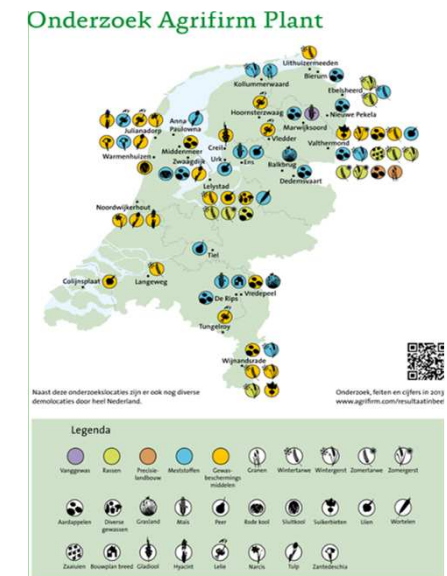 Onderzoek Agrifirm Plant
Uithuizermeeden
Bierum
Kollummerwaard
Ebelsheerd
Hoornsterzwaag
Nieuwe Pekela
Marwijksoord
Anna
Paulowna
Julianadorp
Vledder
Valthermond
Creil
Middenmeer
Warmenhuizen
Zwaagdijk
Urk
Ens
Balkbrug
Dedemsvaart
Lelystad
Noordwijkerhout
Tiel
Colijnsplaat
Langeweg
De Rips
Vredepeel
Tungelroy
Wijnandsrade
Naast deze onderzoekslocaties zijn er ook nog diverse
demolocaties door heel Nederland.
Onderzoek, feiten en cijfers in 2013
www.agrifirm.com/resultaatinbee
Legenda
Vanggewas
Rassen
Precisie-
landbouw
Meststoffen
Gewas-
beschermings
middelen
Granen
Wintertarwe
Wintergerst
Zomertarwe
Zomergerst
Aardappelen
Diverse
gewassen
Grasland
Maïs
Peer
Rode kool
Sluitkool
Suikerbieten
Uien
Wortelen
Zaaiuien
Bouwplan breed
Gladiool
Hyacint
Lelie
Narcis
Tulp
Zantedeschia